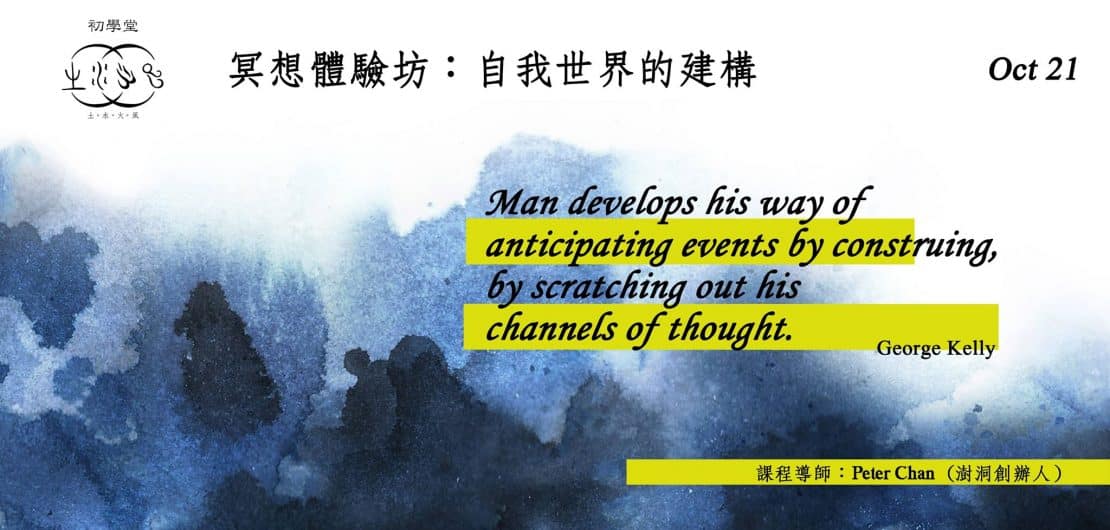 初學堂
土•水•火•風
冥想體驗坊：自我世界的建構
Oct 21
Man develops his way of
anticipating events by construing,
by scratching out his
channels of thought.
George Kelly
課程導師：Peter Chan（澍洞創辦人）